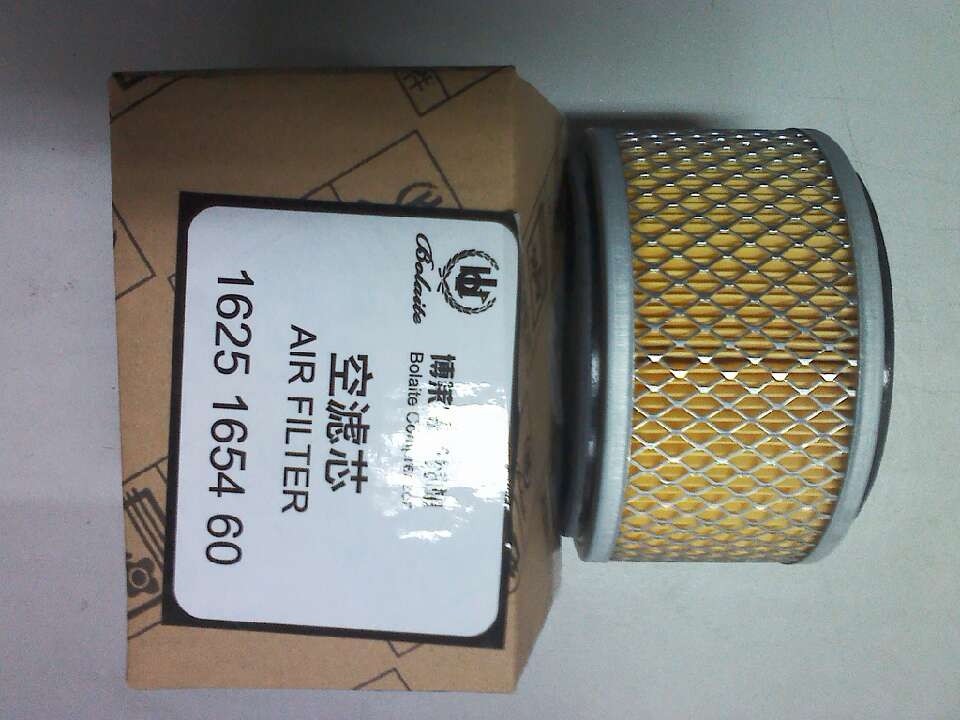 Bolaite
博莱
Bolaite
空滤芯
AIR FILTER
1625 1654 60